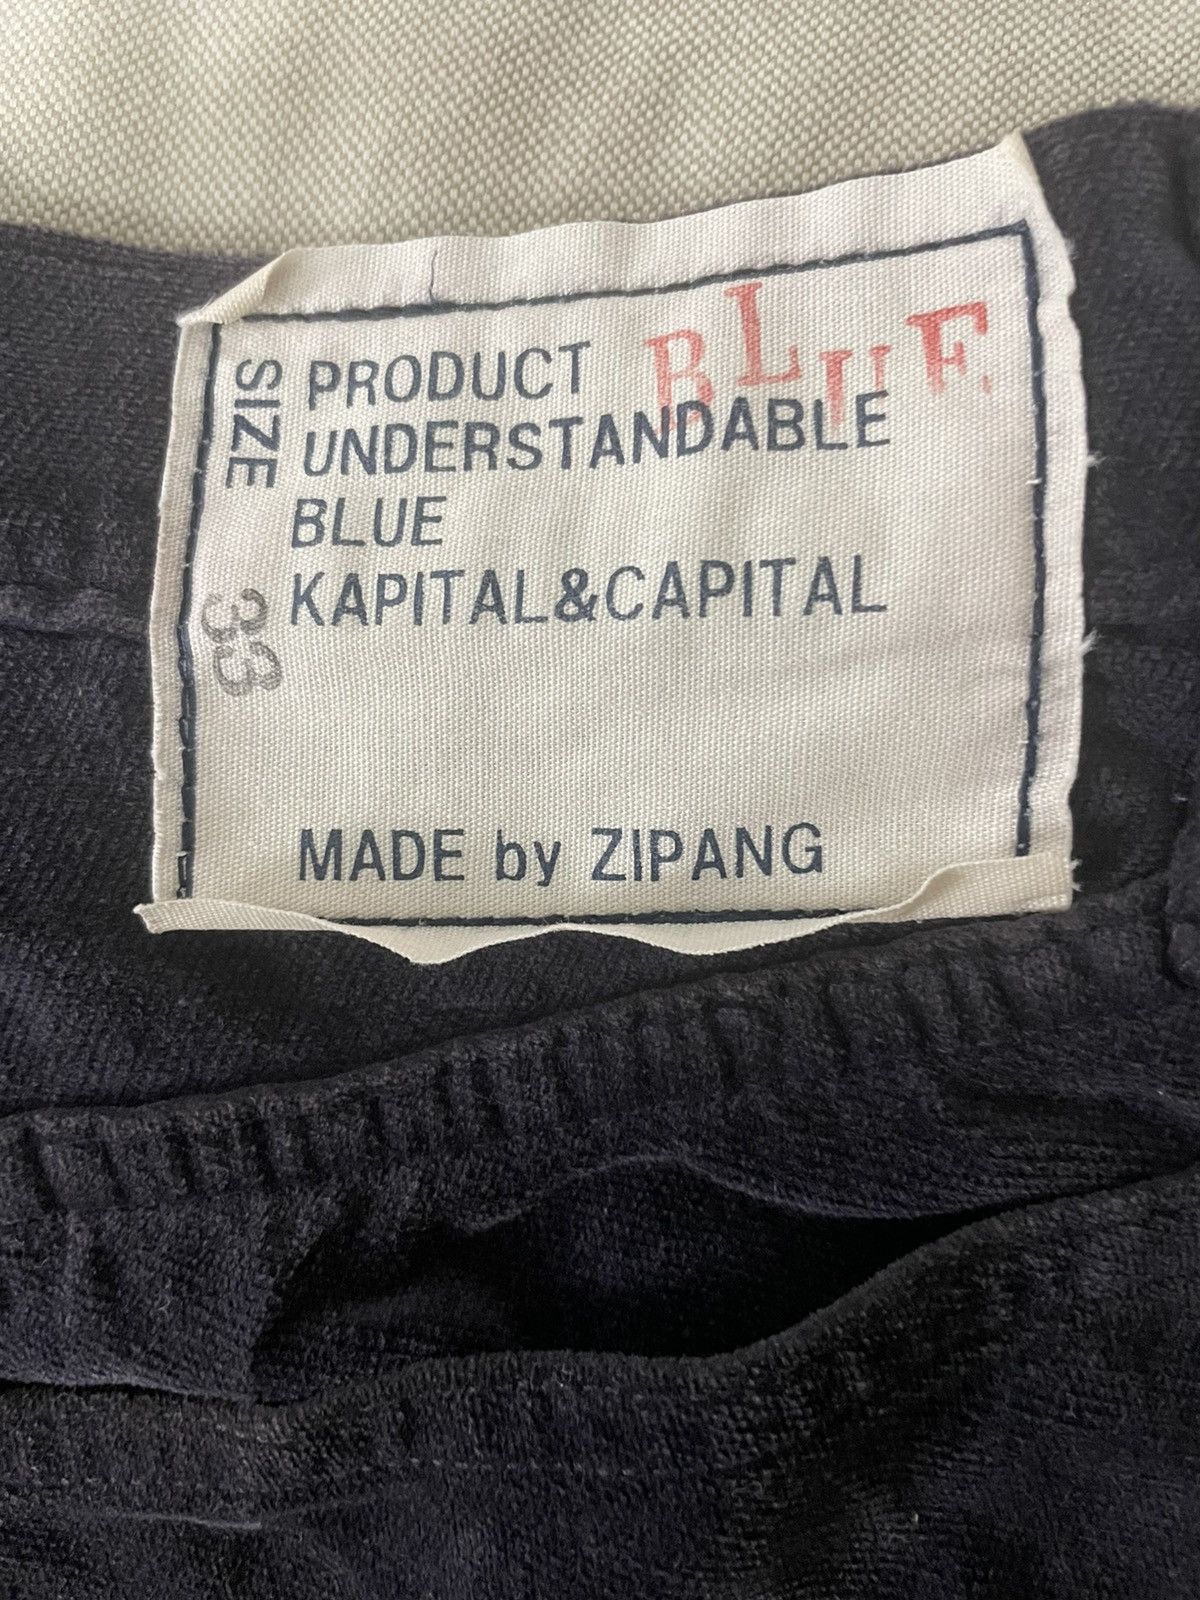 BLUE
SIZE
33
PRODUCT
UNDERSTANDABLE
BLUE
KAPITAL&CAPITAL
MADE by ZIPANG